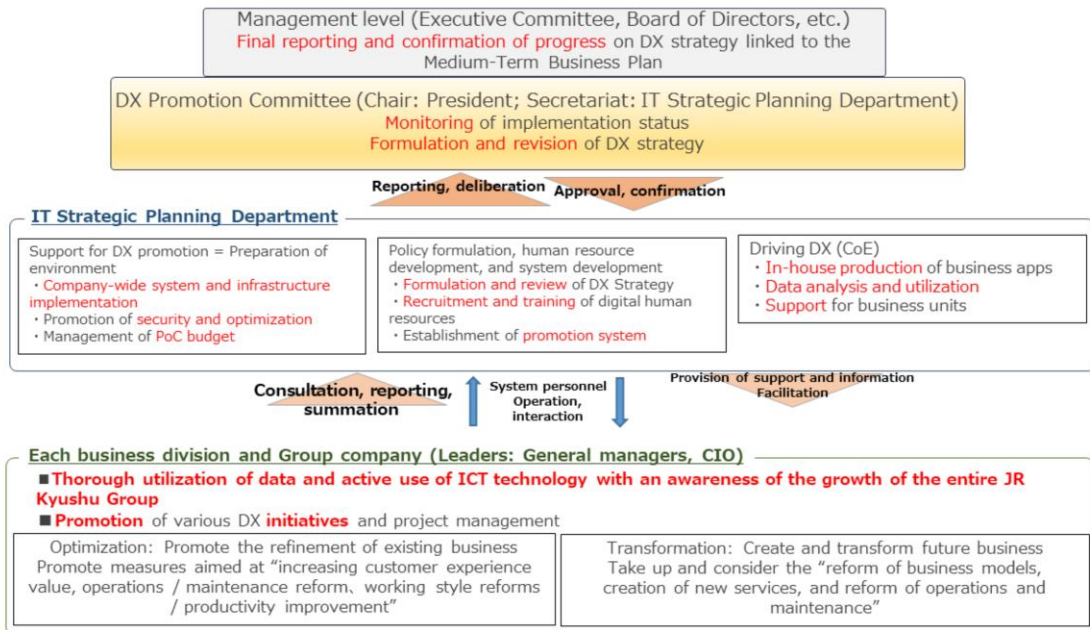 Management level (Executive Committee, Board of Directors, etc.)
Final reporting and confirmation of progress on DX strategy linked to the
Medium-Term Business Plan
DX Promotion Committee (Chair: President; Secretariat: IT Strategic Planning Department)
Monitoring of implementation status
Formulation and revision of DX strategy
Reporting, deliberation
Approval, confirmation
IT Strategic Planning Department
Support for DX promotion = Preparation of
environment
・Company-wide system and infrastructure
implementation
・Promotion of security and optimization
・Management of PoC budget
Policy formulation, human resource
development, and system development
・Formulation and review of DX Strategy
・Recruitment and training of digital human
resources
・Establishment of promotion system
Driving DX (CoE)
・In-house production of business apps
・Data analysis and utilization
・Support for business units
Consultation, reporting,
summation
System personnel
Operation,
interaction
Provision of support and information
Facilitation
Each business division and Group company (Leaders: General managers, CIO)
■Thorough utilization of data and active use of ICT technology with an awareness of the growth of the entire JR
Kyushu Group
■Promotion of various DX initiatives and project management
Optimization: Promote the refinement of existing business
Promote measures aimed at “increasing customer experience
value, operations / maintenance reform、working style reforms
/ productivity improvement”
Transformation: Create and transform future business
Take up and consider the “reform of business models,
creation of new services, and reform of operations and
maintenance”